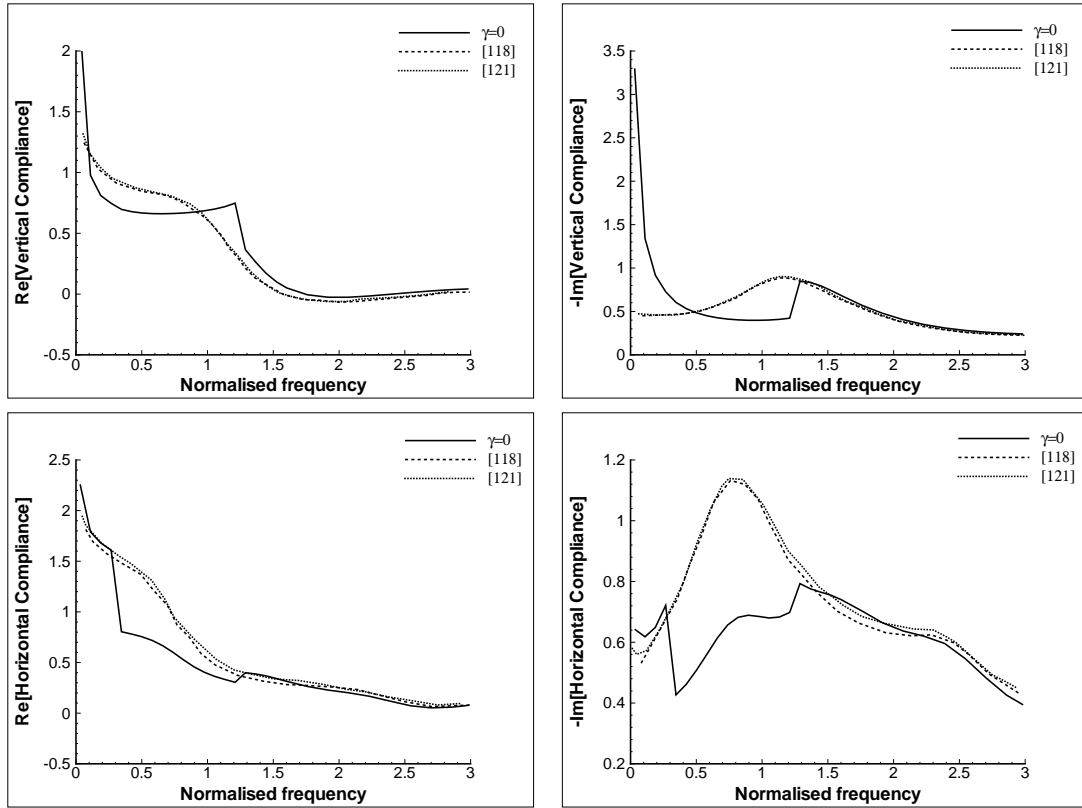 γ=0
[118]
[121]
Re[Vertical Compliance]
2
1.5
1
0.5
0
-0.5
0 0.5 1 1.5 2 2.5 3
Normalised frequency
γ=0
[118]
[121]
-Im[Vertical Compliance]
3.5
3
2.5
2
1.5
1
0.5
0
0 0.5 1 1.5 2 2.5 3
Normalised frequency
γ=0
[118]
[121]
Re[Horizontal Compliance]
2.5
2
1.5
1
0.5
0
-0.5
0 0.5 1 1.5 2 2.5 3
Normalised frequency
γ=0
[118]
[121]
-Im[Horizontal Compliance]
1.2
1
0.8
0.6
0.4
0.2
0 0.5 1 1.5 2 2.5 3
Normalised frequency